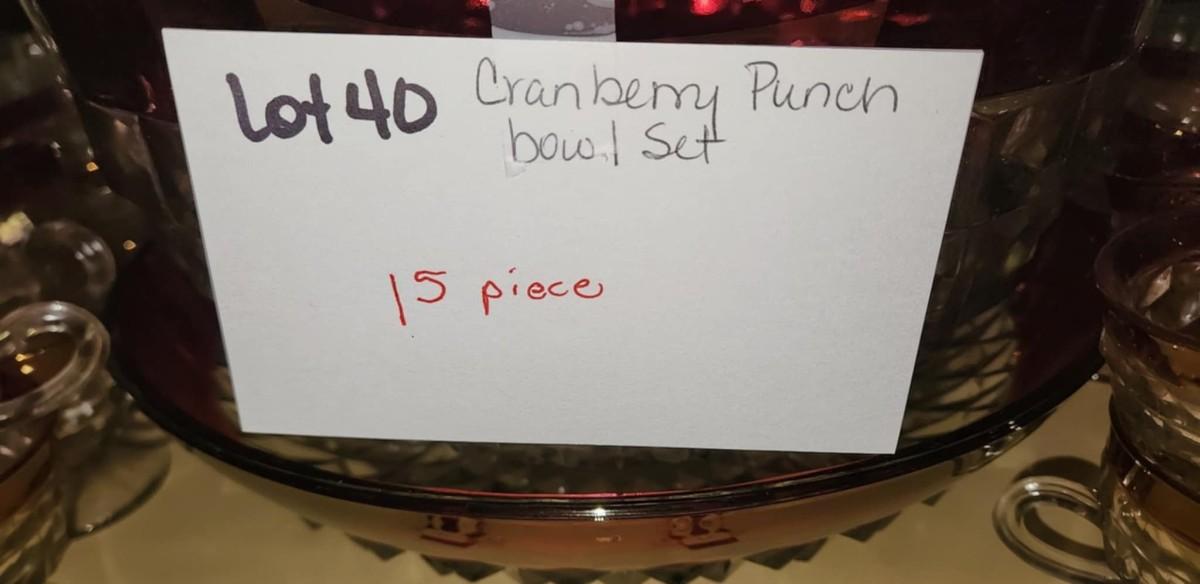 Lot 40 Cranberry Punch
bowl Set
15 piece